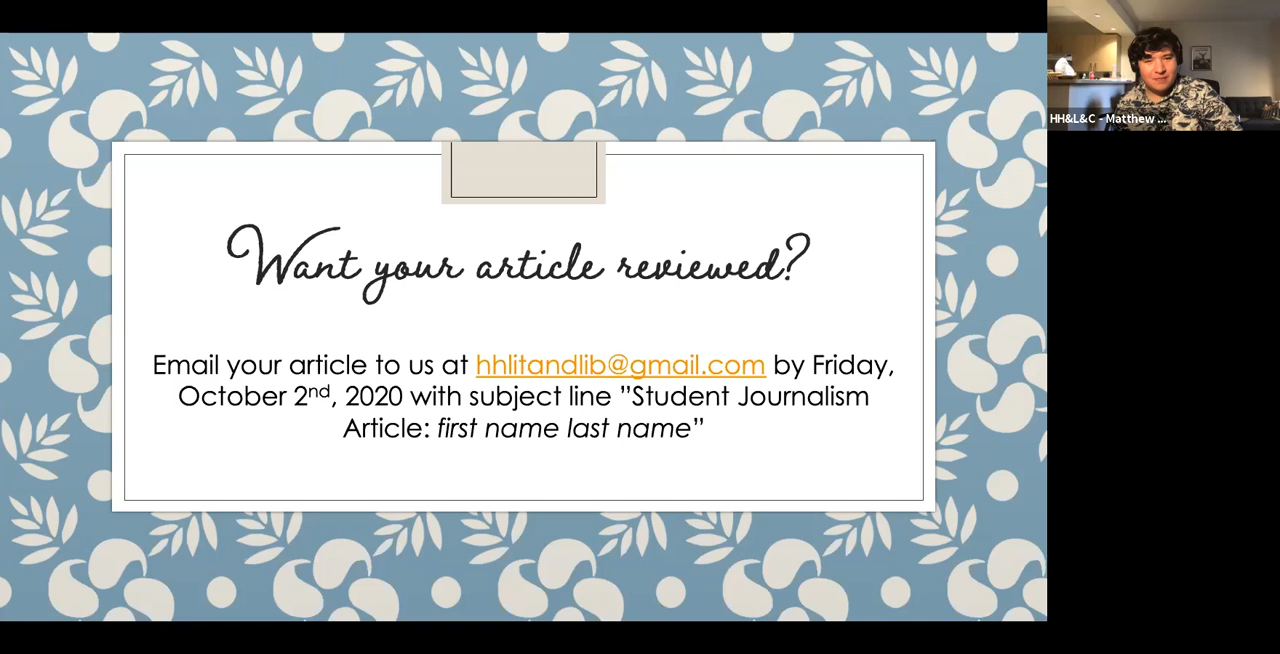 Want your article reviewed?
Email your article to us at hhlitandlib@gmail.com by Friday,
October 2nd, 2020 with subject line ”Student Journalism
Article: first name last name”
HH&L&C - Matthew ...